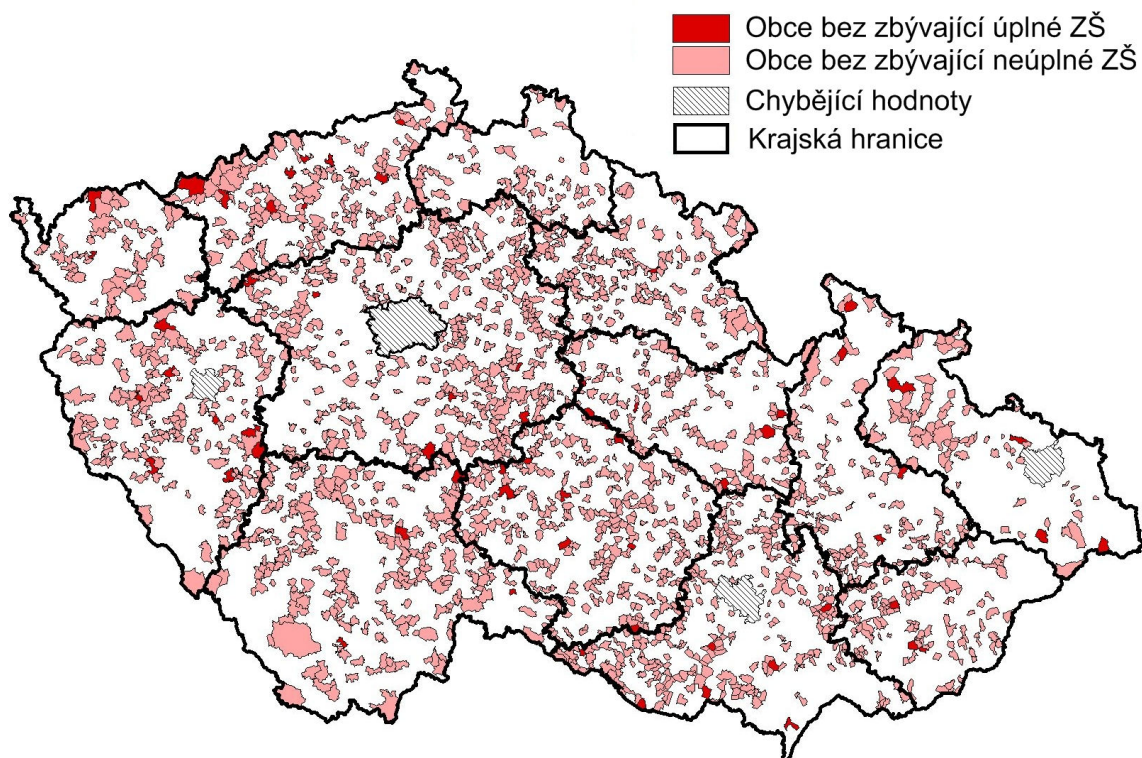 Obce bez zbývající úplné ZŠ
Obce bez zbývající neúplné ZŠ
Chybějící hodnoty
Krajská hranice